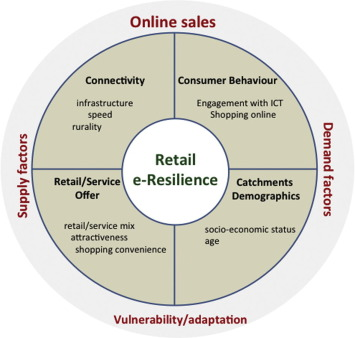 Online sales
Connectivity
infrastructure
speed
rurality
Consumer Behaviour
Engagement with ICT
Shopping online
Supply factors
Retail
e-Resilience
Demand factors
Retail/Service
Offer
retail/service mix
attractiveness
shopping convenience
Catchments
Demographics
socio-economic status
age
Vulnerability/adaptation